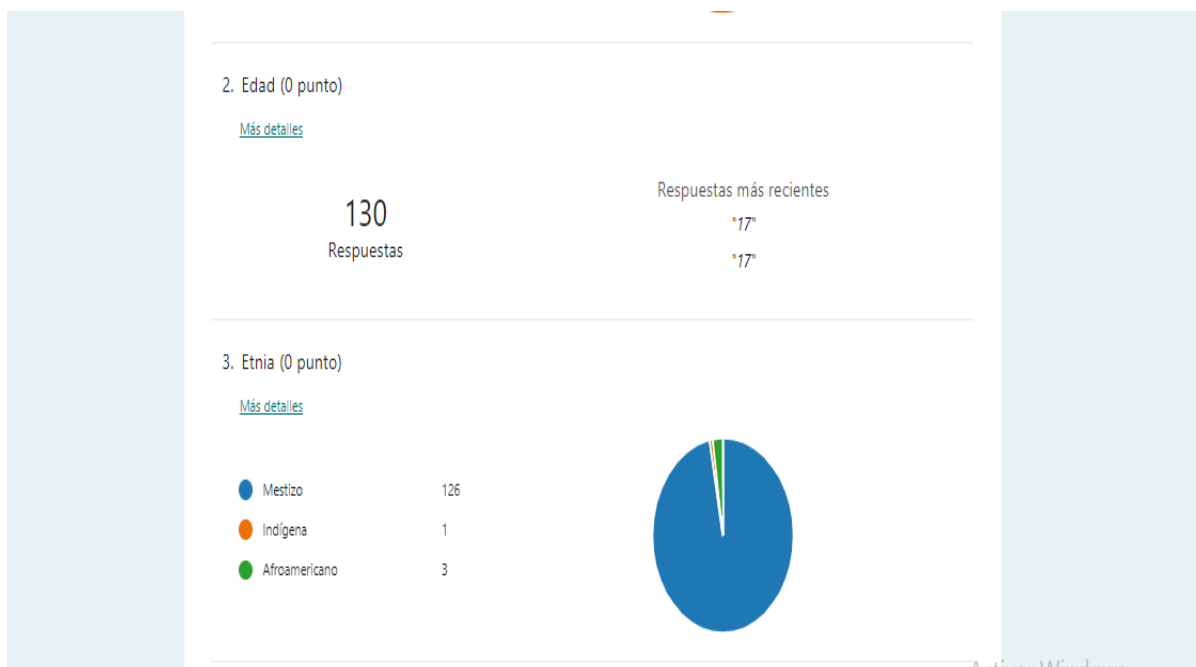 2. Edad (0 punto)
Más detalles
130
Respuestas
Respuestas más recientes
"17"
"17"
3. Etnia (0 punto)
Más detalles
Mestizo 126
Indígena 1
Afroamericano 3